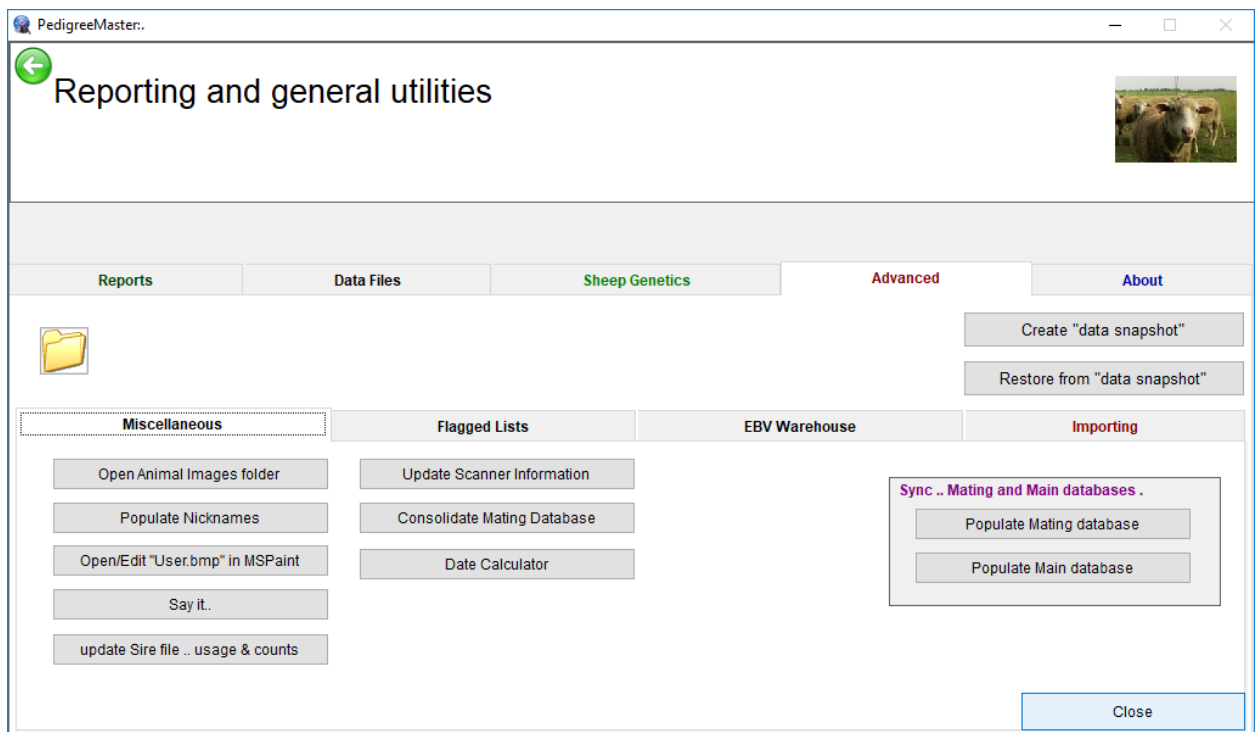 PedigreeMaster:.
Reporting and general utilities
Reports
Data Files
Sheep Genetics
Advanced
About
Create "data snapshot"
Restore from "data snapshot"
Miscellaneous
Flagged Lists
EBV Warehouse
Importing
Open Animal Images folder
Update Scanner Information
Sync .. Mating and Main databases .
Populate Nicknames
Consolidate Mating Database
Populate Mating database
Open/Edit "User.bmp" in MSPaint
Date Calculator
Populate Main database
Say it..
update Sire file .. usage & counts
Close